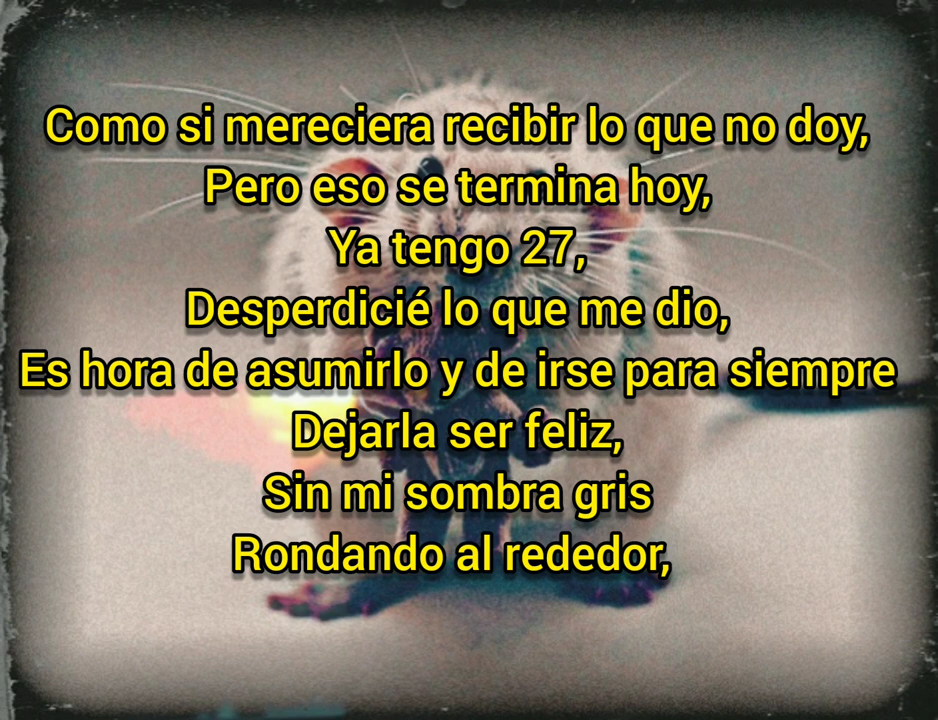 Como si mereciera recibir lo que no doy,
Pero eso se termina hoy,
Ya tengo 27,
Desperdicié lo que me dio,
Es hora de asumirlo y de irse para siempre
Dejarla ser feliz,
Sin mi sombra gris
Rondando al rededor,